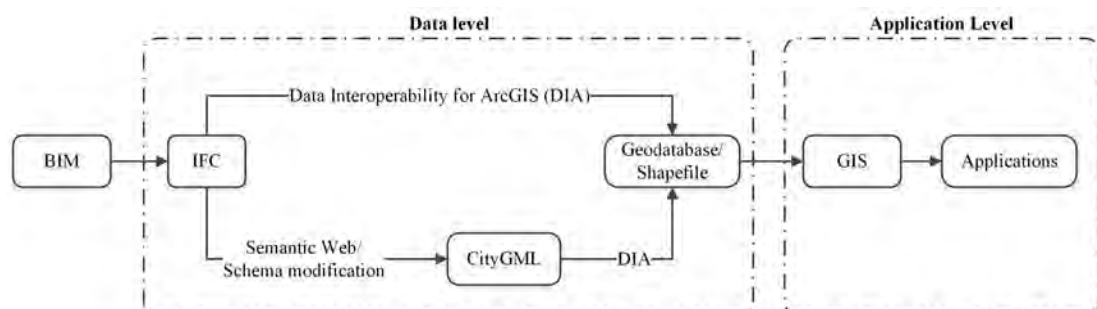 Data level
Application Level
Data Interoperability for ArcGIS (DIA)
BIM
IFC
Geodatabase/
Shapefile
GIS
Applications
Semantic Web/
Schema modification
CityGML
DIA